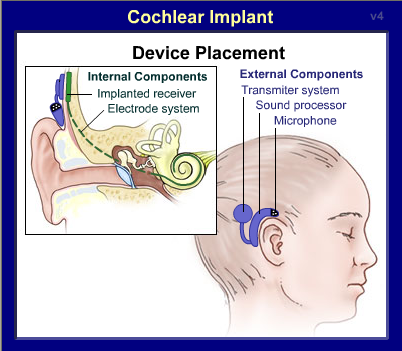 Cochlear Implant
v4
Device Placement
Internal Components
Implanted receiver
Electrode system
External Components
Transmiter system
Sound processor
Microphone